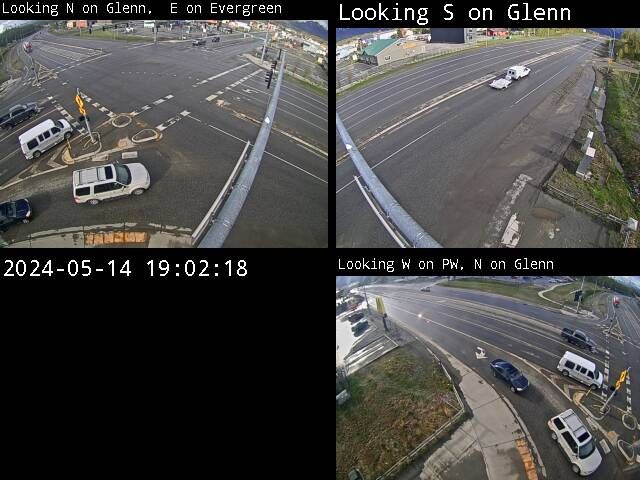 Looking N on Glenn,  E on Evergreen
Looking S on Glenn
2024-05-14 19:02:18
Looking W on PW, N on Glenn